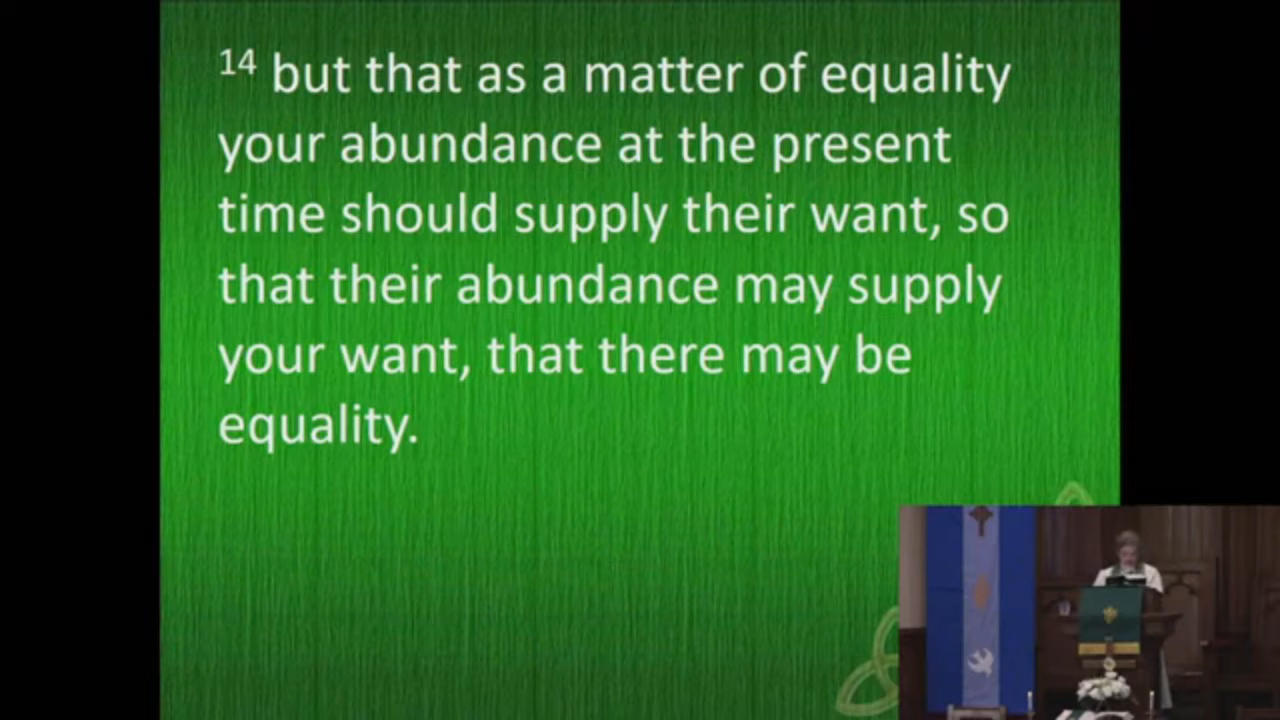 14 but that as a matter of equality
your abundance at the present
time should supply their want, so
that their abundance may supply
your want, that there may be
equality.